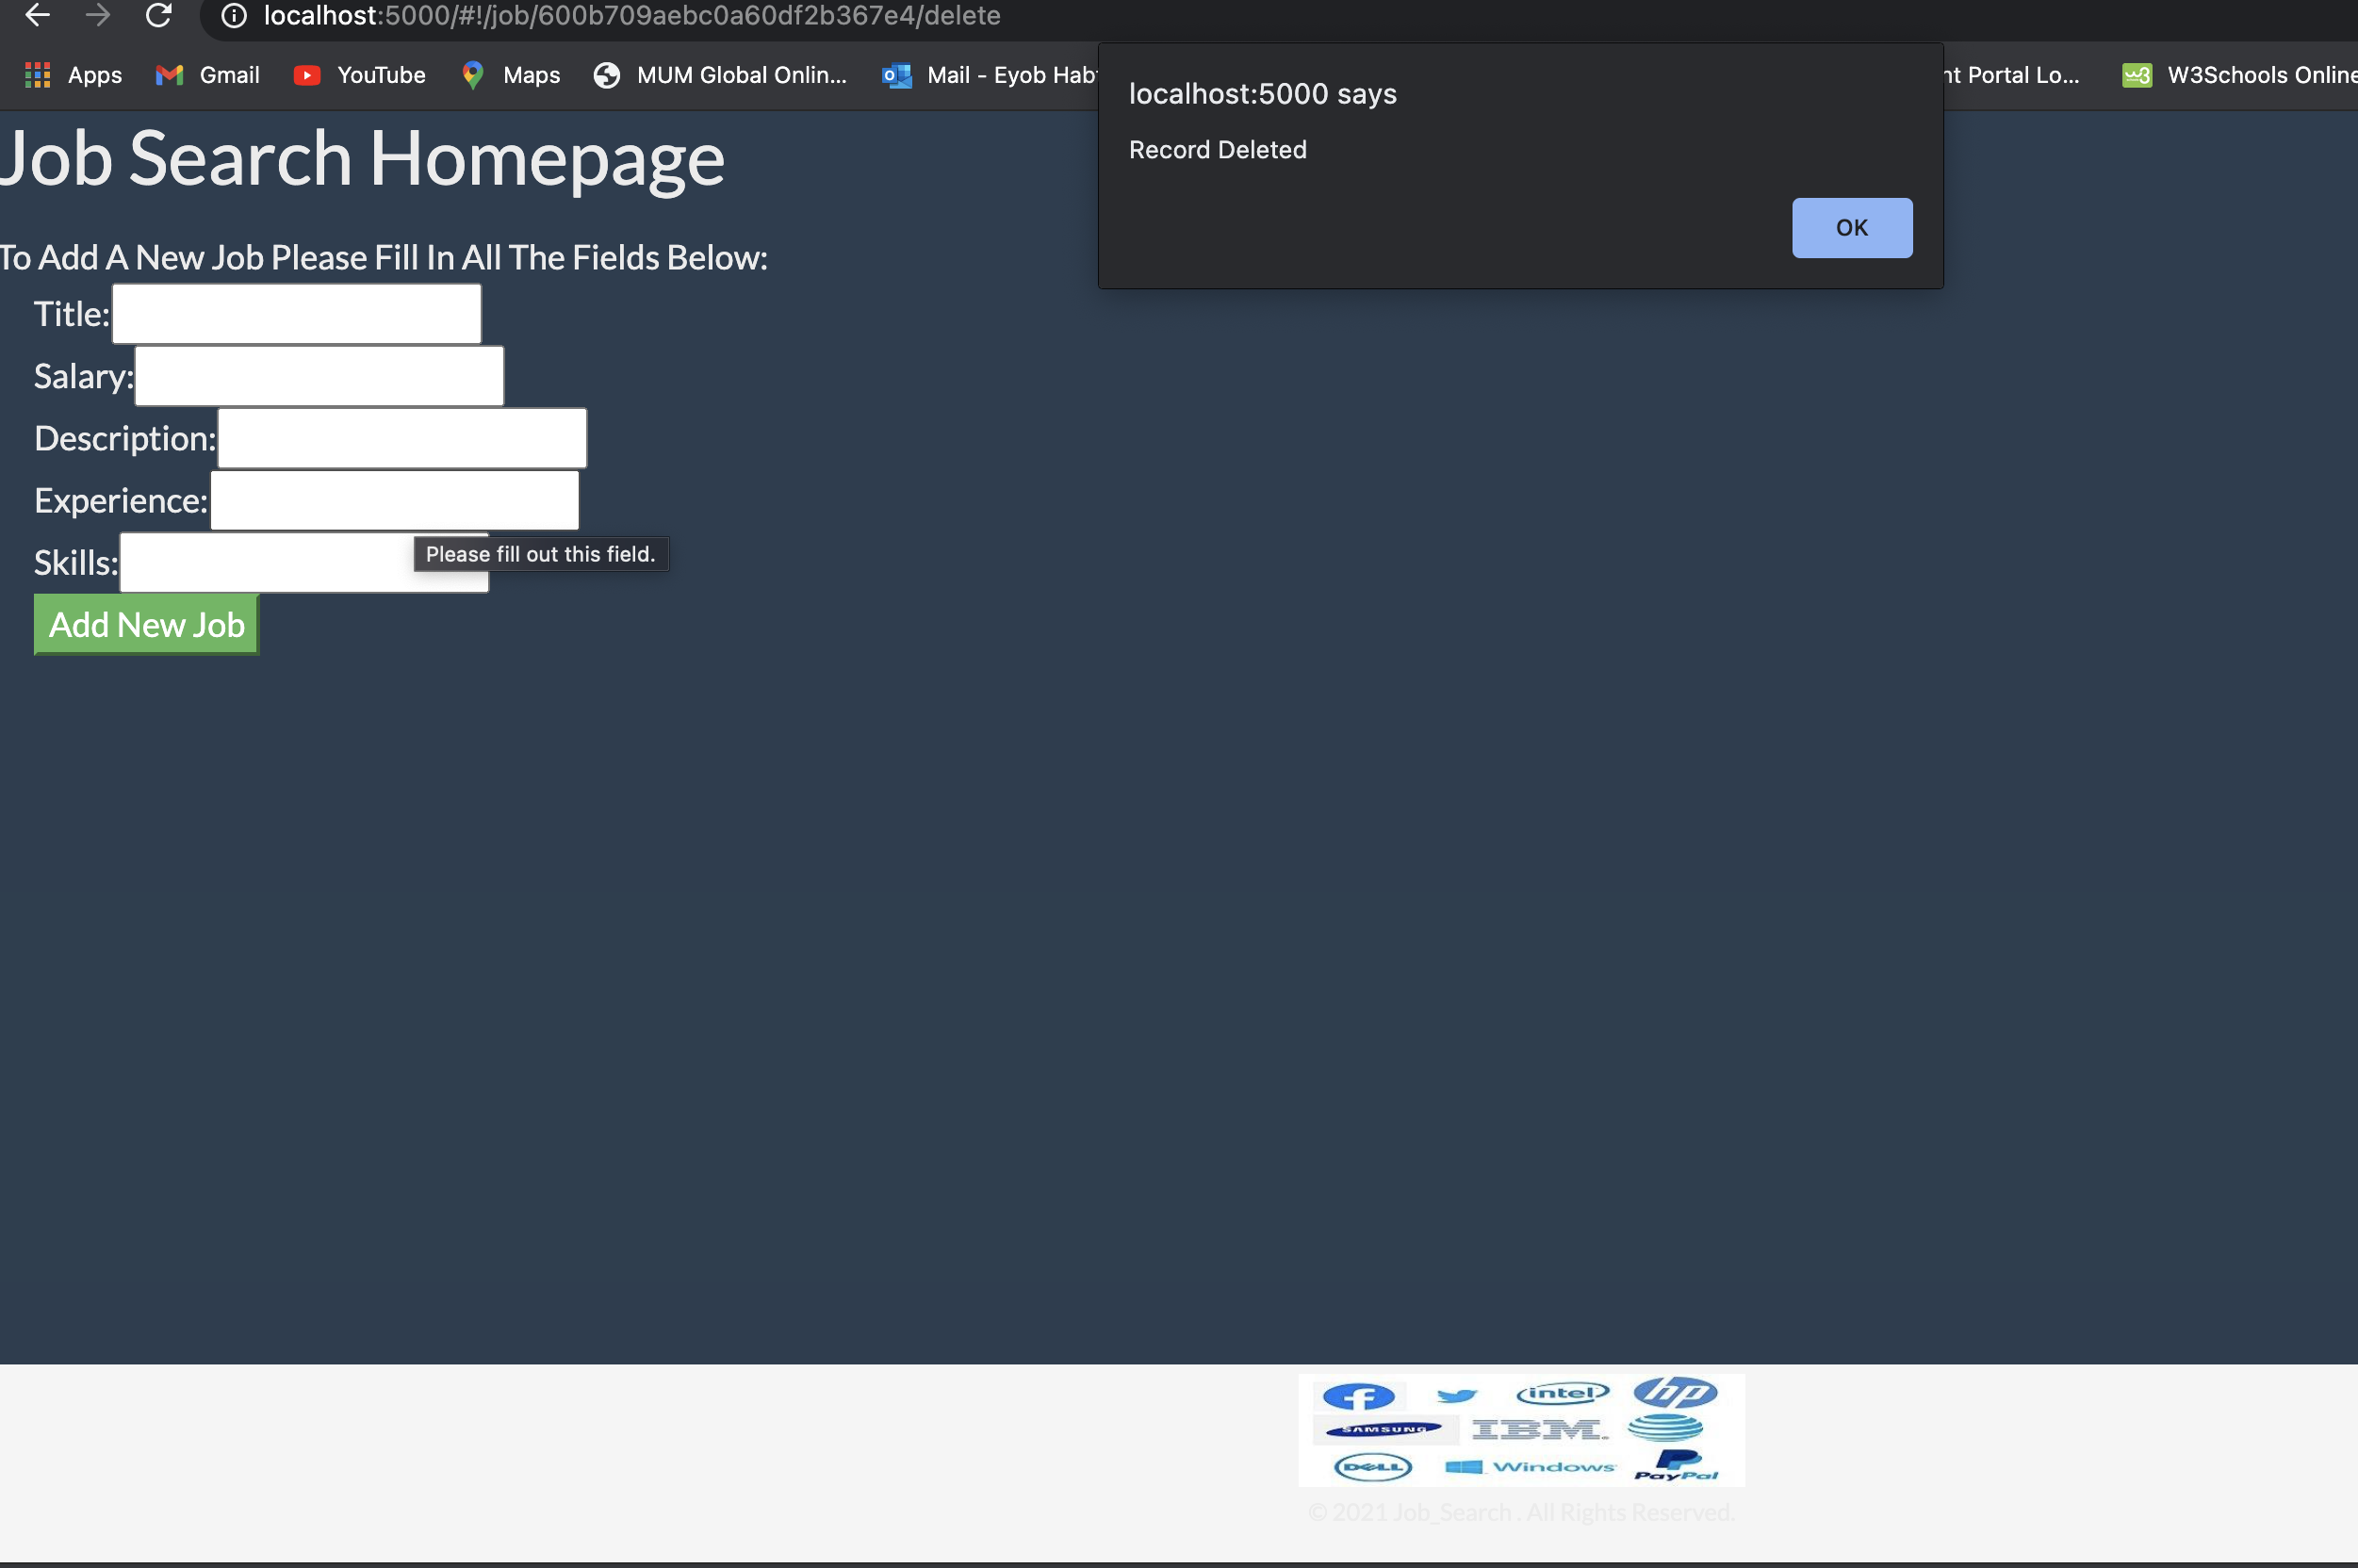 localhost:5000/#!/job/600b709aebc0a60df2b367e4/delete
Apps Gmail YouTube Maps MUM Global Onlin... Mail - Eyob Hab nt Portal Lo... W3Schools Online
localhost:5000 says
Record Deleted
OK
Job Search Homepage
To Add A New Job Please Fill In All The Fields Below:
Title:
Salary:
Description:
Experience:
Please fill out this field.
Skills:
Add New Job
intel hp
SAMSUNG IBM
DELL Windows PayPal
© 2021 Job_Search . All Rights Reserved.